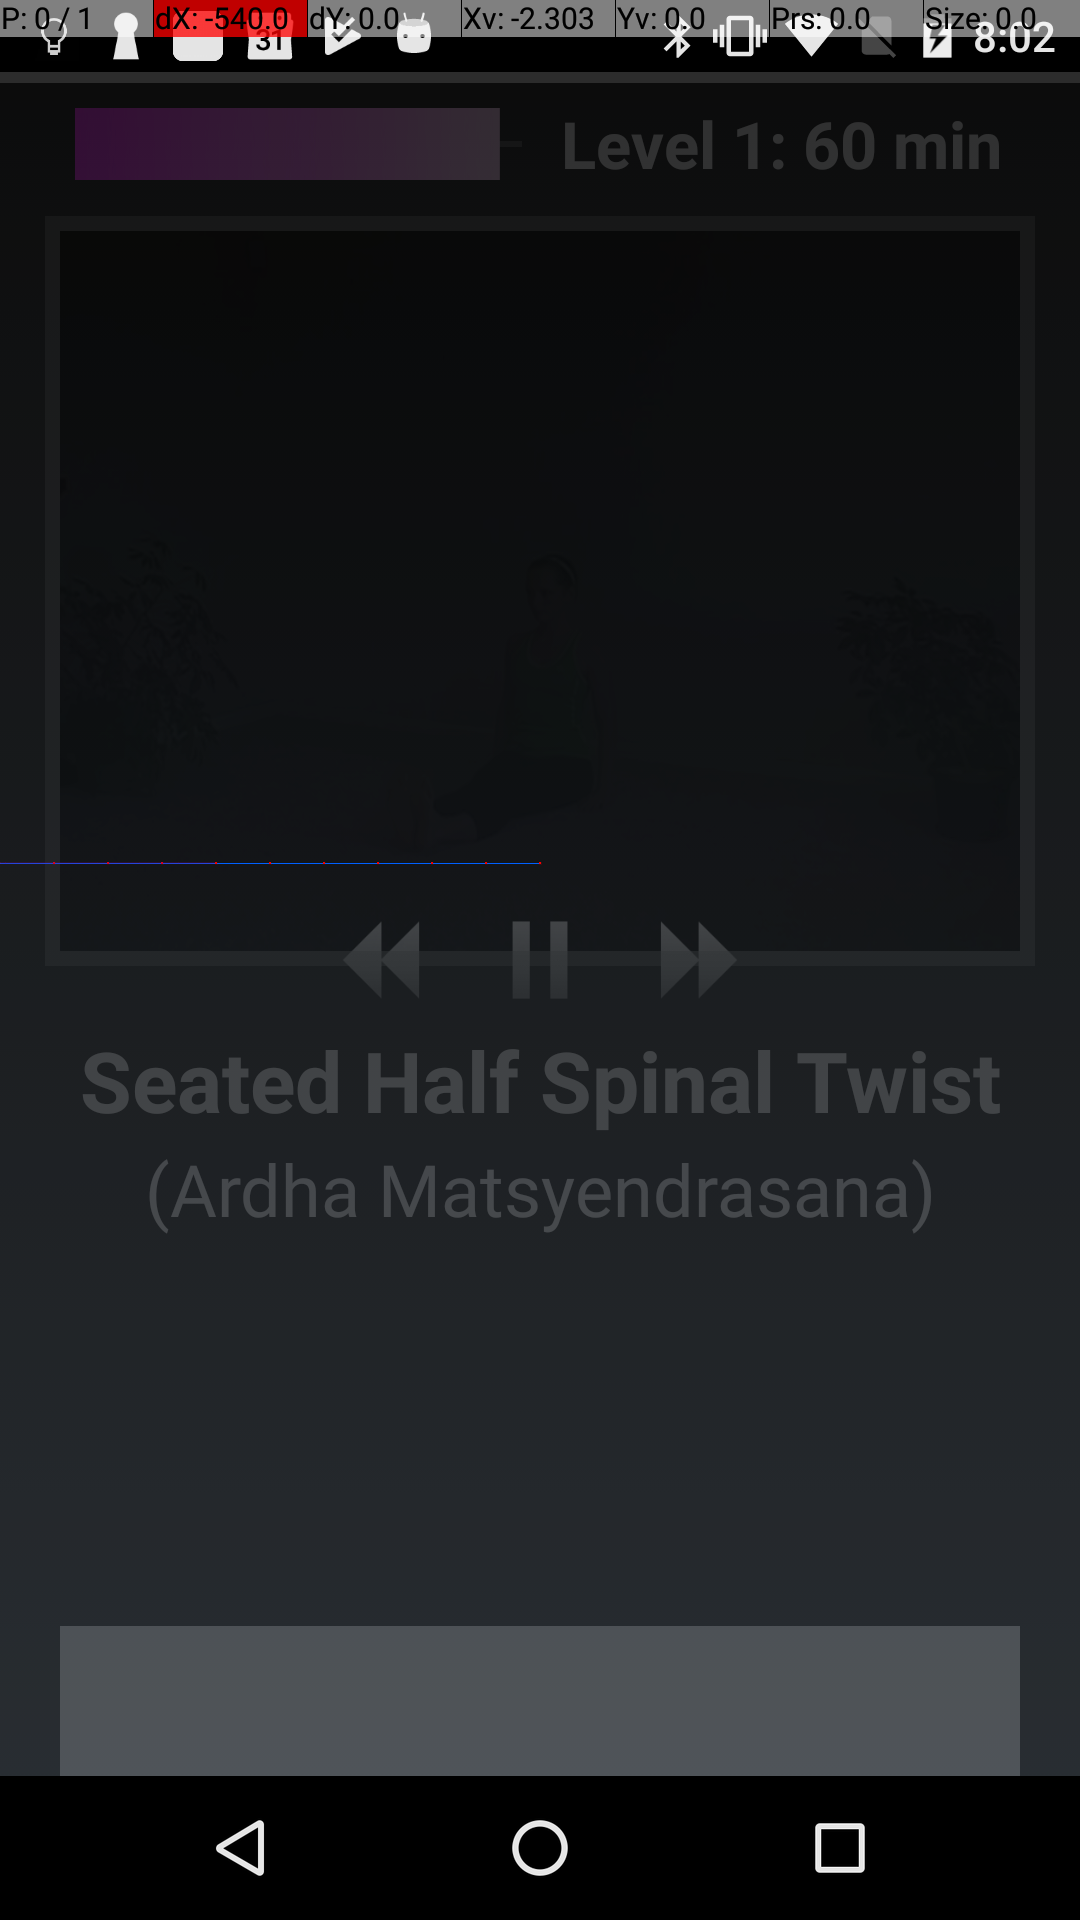 P: 0 / 1 dX: -540.0 dY: 0.0 Xv: -2.303 Yv: 0.0 Prs: 0.0 Size: 0.0
31 8:02
Level 1: 60 min
Seated Half Spinal Twist
(Ardha Matsyendrasana)